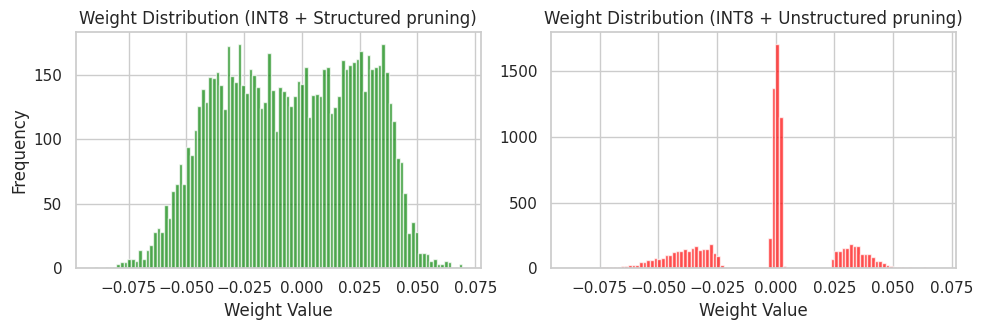 Weight Distribution (INT8 + Structured pruning)
Frequency
150
100
50
0
−0.075 −0.050 −0.025 0.000 0.025 0.050 0.075
Weight Value
Weight Distribution (INT8 + Unstructured pruning)
1500
1000
500
0
−0.075 −0.050 −0.025 0.000 0.025 0.050 0.075
Weight Value